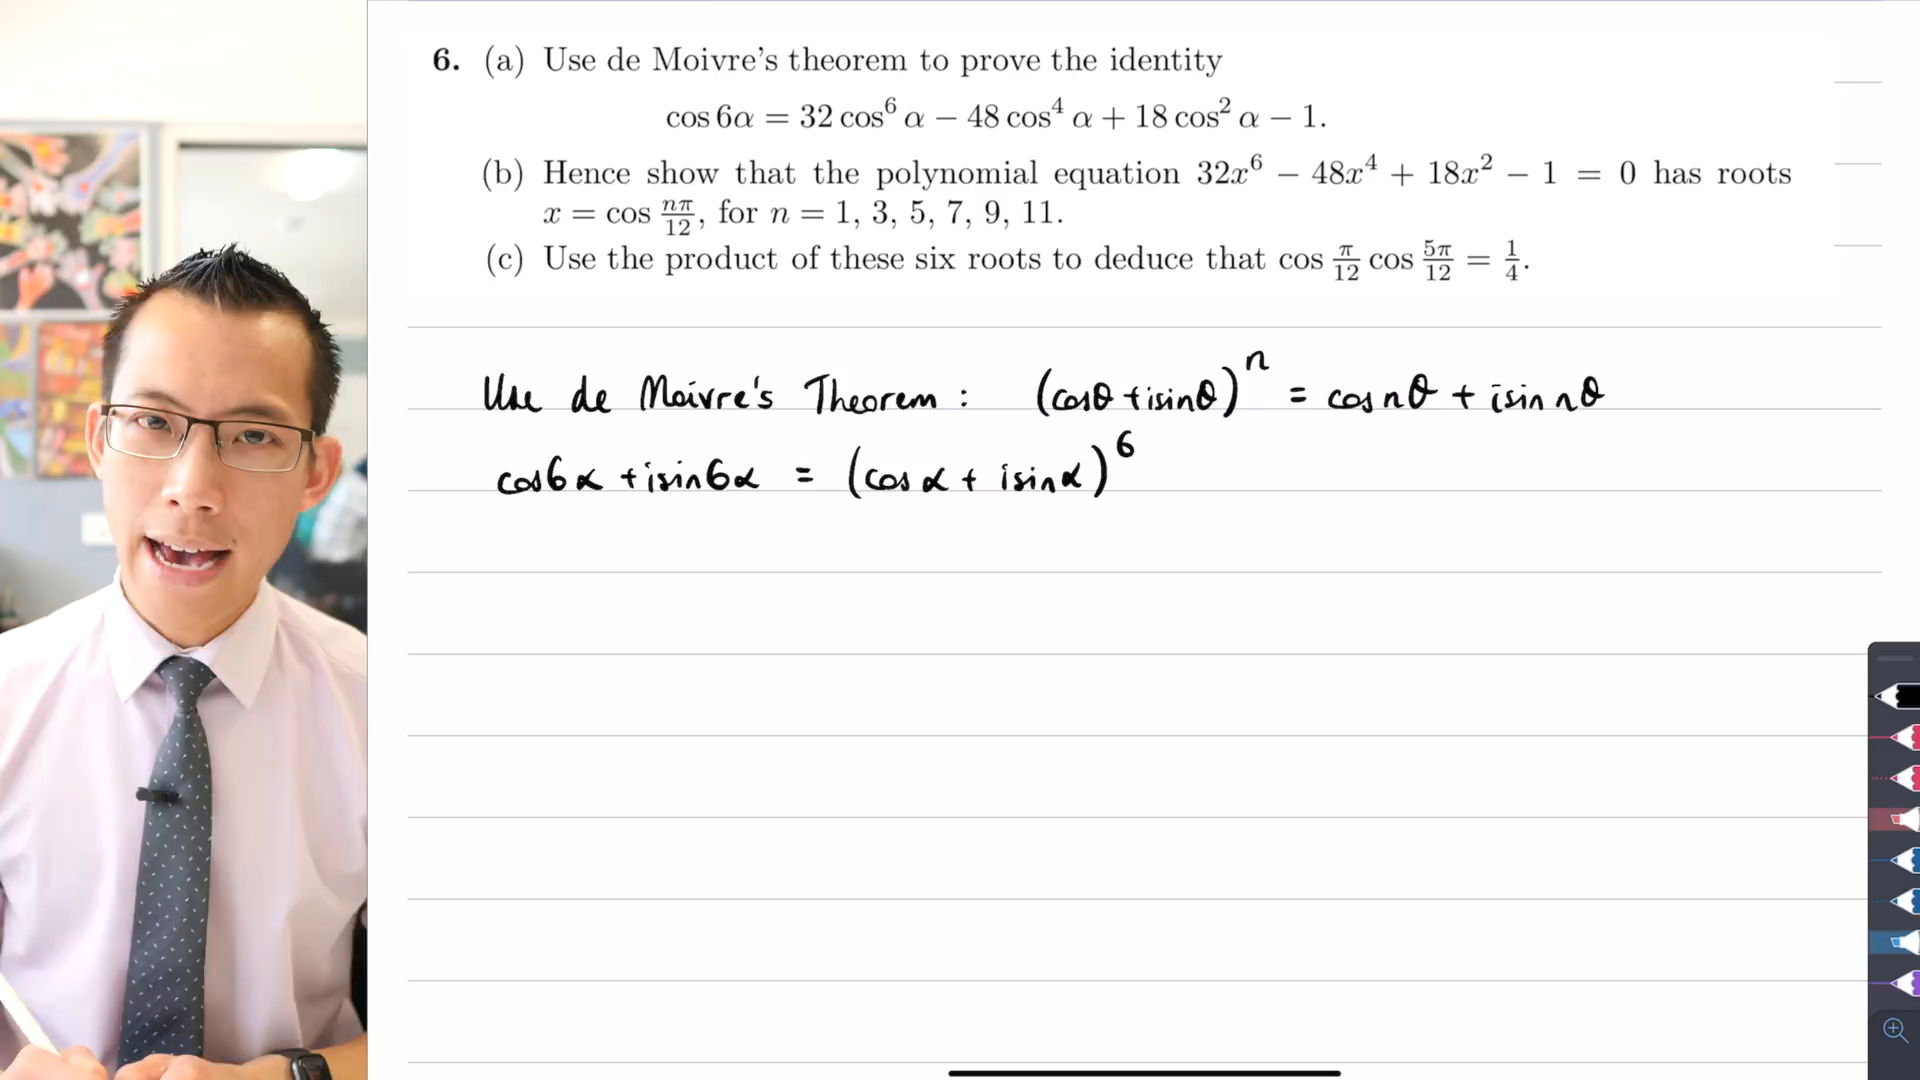 6. (a) Use de Moivre's theorem to prove the identity
cos 6α = 32 cos⁶ α − 48 cos⁴ α + 18 cos² α − 1.
(b) Hence show that the polynomial equation 32x⁶ − 48x⁴ + 18x² − 1 = 0 has roots
x = cos nπ/12, for n = 1, 3, 5, 7, 9, 11.
(c) Use the product of these six roots to deduce that cos π/12 cos 5π/12 = 1/4.
Use de Moivre's Theorem : (cosθ + isinθ)ⁿ = cos nθ + isin nθ
cos6α + isin6α = (cos α + isinα)⁶